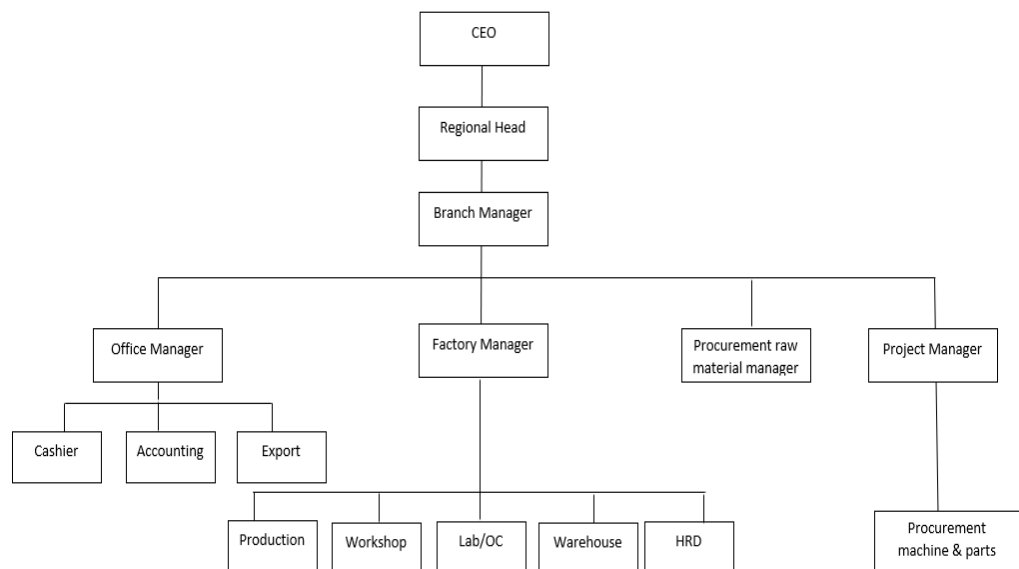 CEO
Regional Head
Branch Manager
Office Manager
Factory Manager
Procurement raw
material manager
Project Manager
Cashier
Accounting
Export
Production
Workshop
Lab/OC
Warehouse
HRD
Procurement
machine & parts